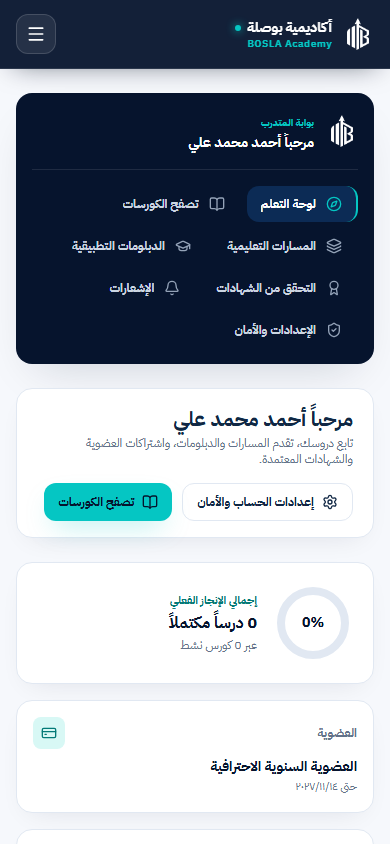 أكاديمية بوصلة
BOSLA Academy
بوابة المتدرب
مرحباً أحمد محمد علي
لوحة التعلم
تصفح الكورسات
المسارات التعليمية
الدبلومات التطبيقية
التحقق من الشهادات
الإشعارات
الإعدادات والأمان
مرحباً أحمد محمد علي
تابع دروسك، تقدم المسارات والدبلومات، واشتراكات العضوية
والشهادات المعتمدة.
إعدادات الحساب والأمان
تصفح الكورسات
0%
إجمالي الإنجاز الفعلي
0 درساً مكتملاً
عبر 0 كورس نشط
العضوية
العضوية السنوية الاحترافية
حتى ٢٠٢٧/١١/١٤